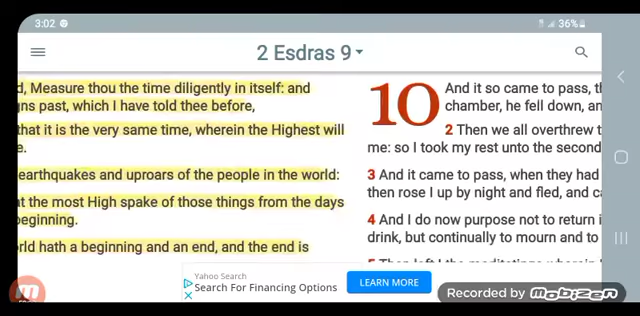 3:02
36%
2 Esdras 9
d, Measure thou the time diligently in itself: and
gns past, which I have told thee before,
that it is the very same time, wherein the Highest will
e.
earthquakes and uproars of the people in the world:
at the most High spake of those things from the days
beginning.
orld hath a beginning and an end, and the end is
10 And it so came to pass, th
chamber, he fell down, an
2 Then we all overthrew t
me: so I took my rest unto the second
3 And it came to pass, when they had
then rose I up by night and fled, and ca
4 And I do now purpose not to return i
drink, but continually to mourn and to
Yahoo Search
Search For Financing Options
LEARN MORE
Recorded by Mobizen